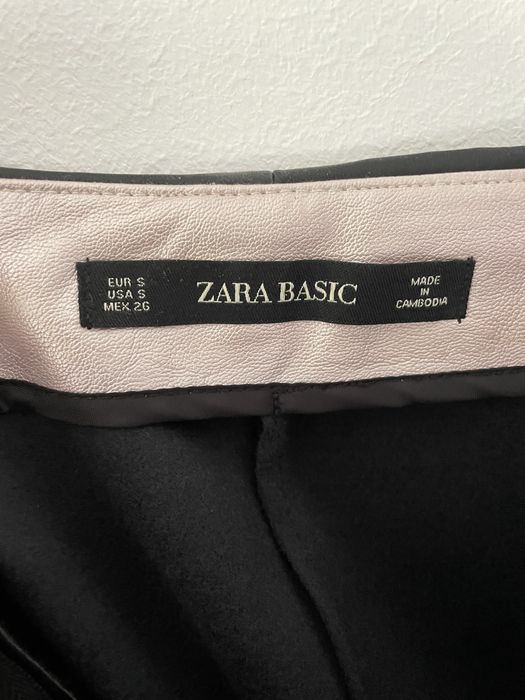 EUR S
USA S
MEX 26
ZARA BASIC
MADE
IN
CAMBODIA